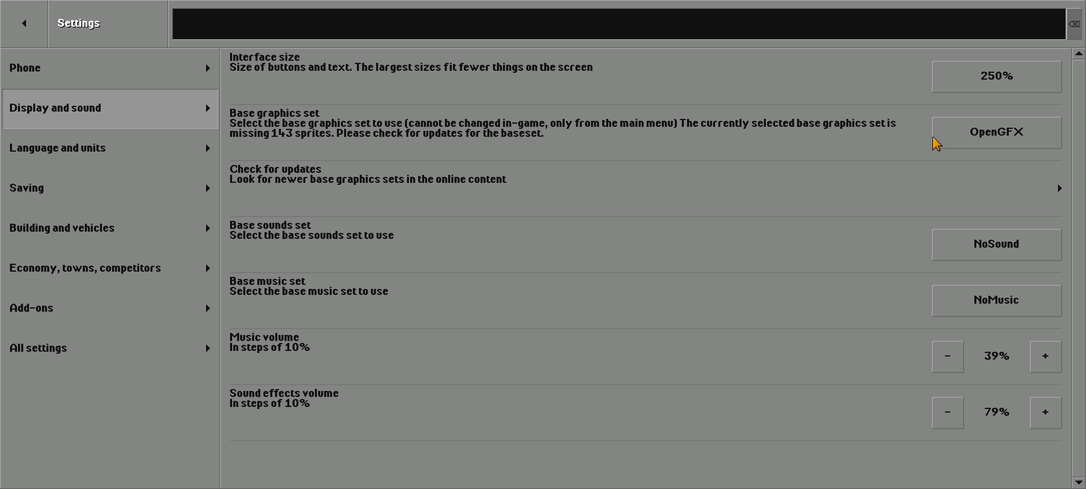 Settings
Phone
Display and sound
Language and units
Saving
Building and vehicles
Economy, towns, competitors
Add-ons
All settings
Interface size
Size of buttons and text. The largest sizes fit fewer things on the screen
250%
Base graphics set
Select the base graphics set to use (cannot be changed in-game, only from the main menu) The currently selected base graphics set is
missing 143 sprites. Please check for updates for the baseset.
OpenGFX
Check for updates
Look for newer base graphics sets in the online content
Base sounds set
Select the base sounds set to use
NoSound
Base music set
Select the base music set to use
NoMusic
Music volume
In steps of 10%
- 39% +
Sound effects volume
In steps of 10%
- 79% +